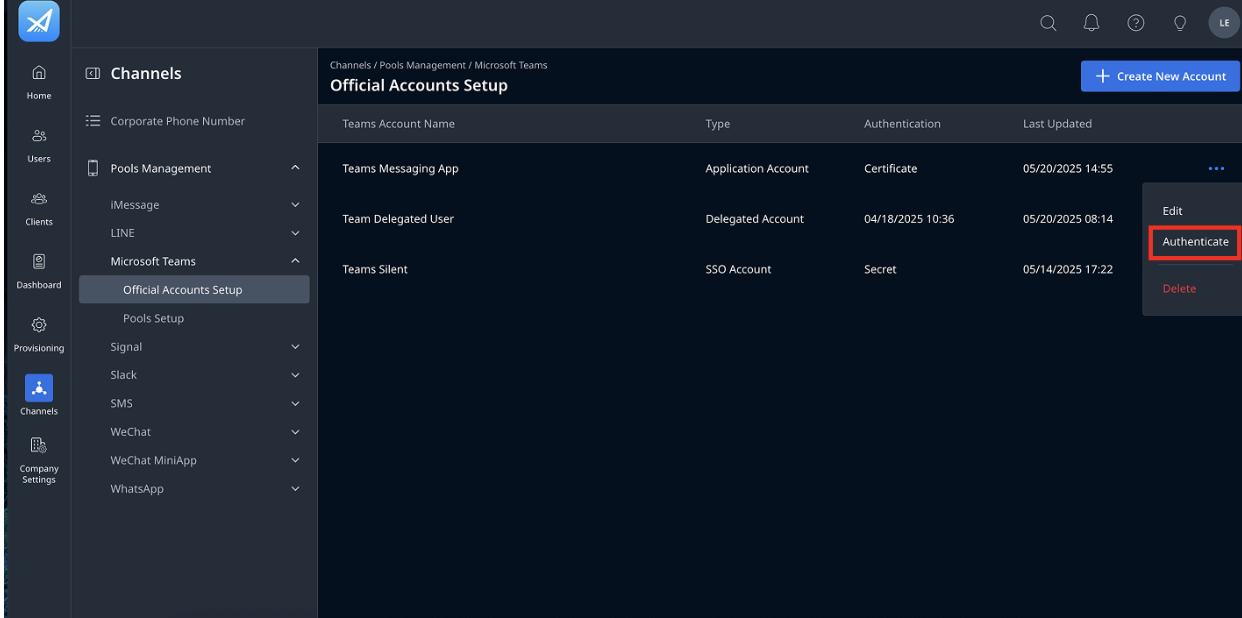 LE
Home
Users
Clients
Dashboard
Provisioning
Channels
Company
Settings
Channels
Corporate Phone Number
Pools Management
iMessage
LINE
Microsoft Teams
Official Accounts Setup
Pools Setup
Signal
Slack
SMS
WeChat
WeChat MiniApp
WhatsApp
Channels / Pools Management / Microsoft Teams
Official Accounts Setup
Create New Account
Teams Account Name Type Authentication Last Updated
Teams Messaging App Application Account Certificate 05/20/2025 14:55
Team Delegated User Delegated Account 04/18/2025 10:36 05/20/2025 08:14
Teams Silent SSO Account Secret 05/14/2025 17:22
Edit
Authenticate
Delete